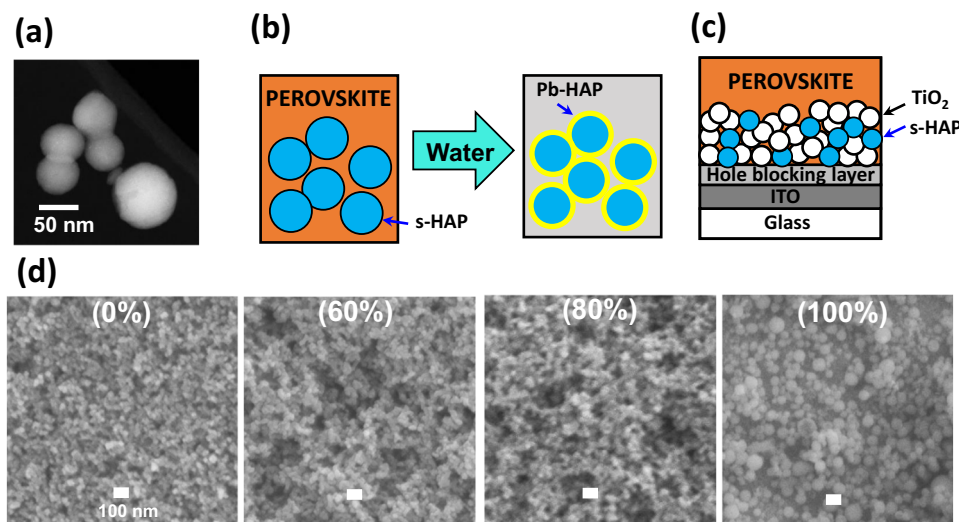 (a)
50 nm
(b)
PEROVSKITE
Water
s-HAP
Pb-HAP
(c)
PEROVSKITE
TiO₂
s-HAP
Hole blocking layer
ITO
Glass
(d)
(0%)
100 nm
(60%)
(80%)
(100%)